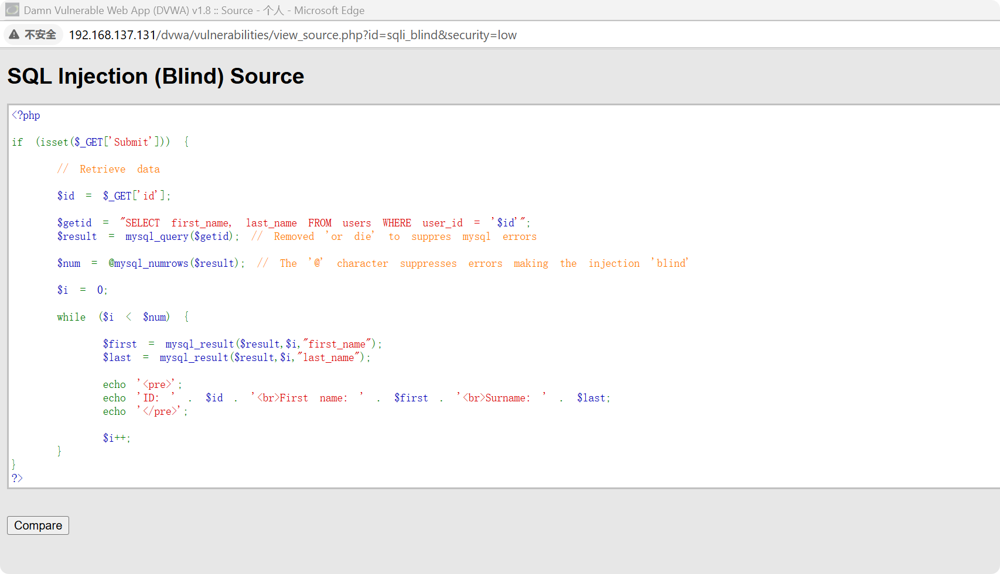 Damn Vulnerable Web App (DVWA) v1.8 :: Source - 个人 - Microsoft Edge
不安全 192.168.137.131/dvwa/vulnerabilities/view_source.php?id=sqli_blind&security=low
SQL Injection (Blind) Source
<?php
if (isset($_GET['Submit'])) {
// Retrieve data
$id = $_GET['id'];
$getid = "SELECT first_name, last_name FROM users WHERE user_id = '$id'";
$result = mysql_query($getid); // Removed 'or die' to suppres mysql errors
$num = @mysql_numrows($result); // The '@' character suppresses errors making the injection 'blind'
$i = 0;
while ($i < $num) {
$first = mysql_result($result,$i,"first_name");
$last = mysql_result($result,$i,"last_name");
echo '<pre>';
echo 'ID: ' . $id . '<br>First name: ' . $first . '<br>Surname: ' . $last;
echo '</pre>';
$i++;
}
}
?>
Compare